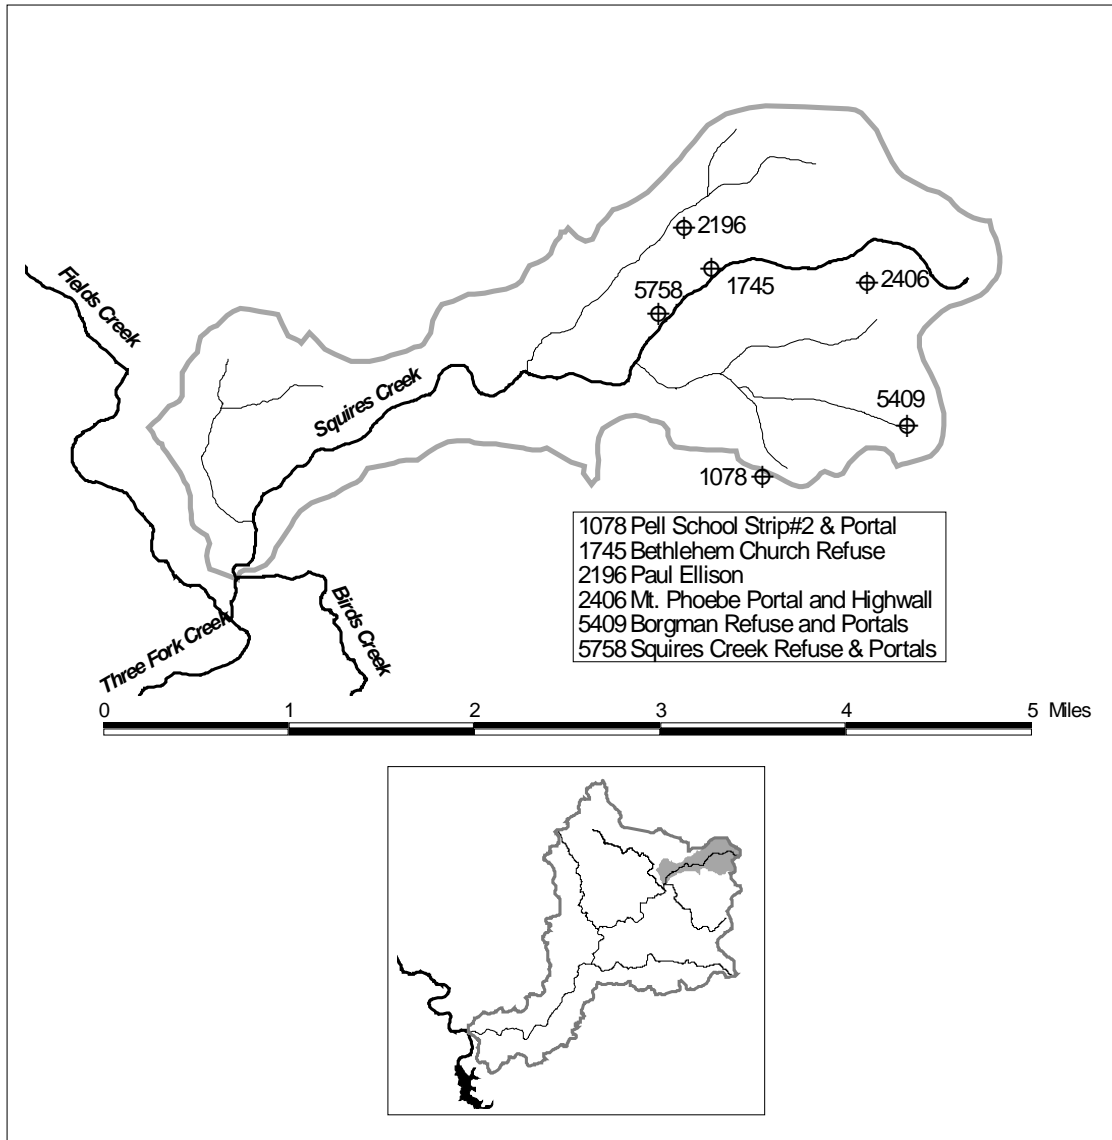 2196
Fields Creek
5758
1745
2406
Squires Creek
5409
1078
1078 Pell School Strip#2 & Portal
1745 Bethlehem Church Refuse
2196 Paul Ellison
2406 Mt. Phoebe Portal and Highwall
5409 Borgman Refuse and Portals
5758 Squires Creek Refuse & Portals
Birds Creek
Three Fork Creek
0 1 2 3 4 5 Miles